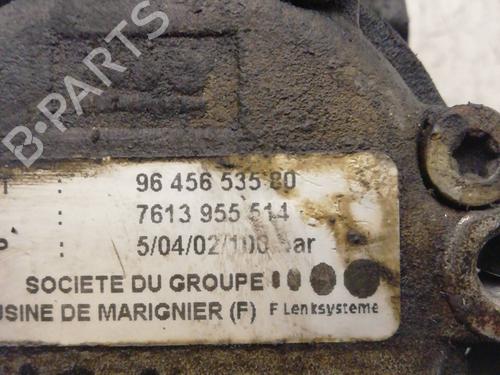 B-PARTS
: 96 456 535 80
: 7613 955 514
: 5/04/02/100 Bar
SOCIETE DU GROUPE
USINE DE MARIGNIER (F) F Lenksysteme